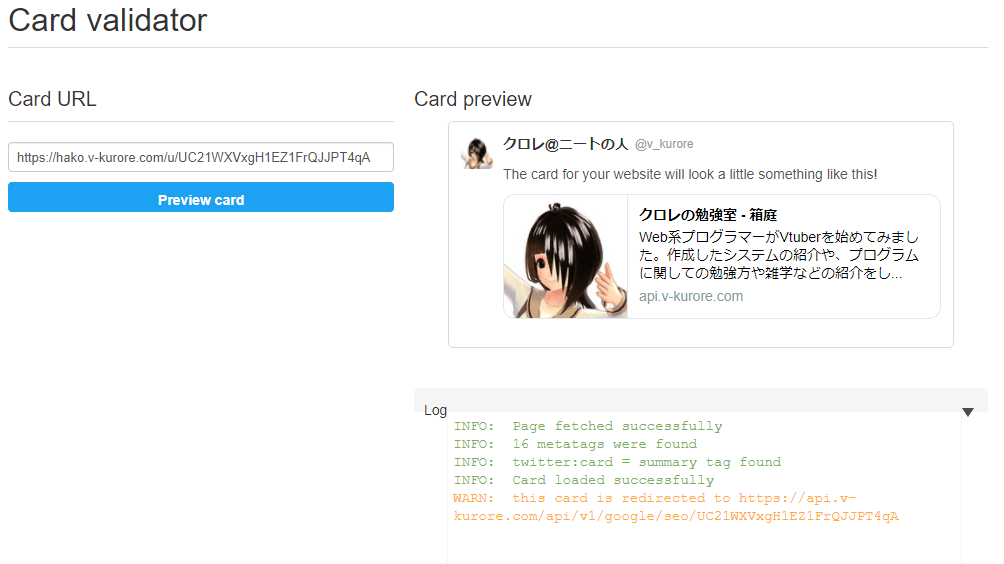 Card validator
Card URL
https://hako.v-kurore.com/u/UC21WXVxgH1EZ1FrQJJPT4qA
Preview card
Card preview
クロレ@ニートの人 @v_kurore
The card for your website will look a little something like this!
クロレの勉強室 - 箱庭
Web系プログラマーがVtuberを始めてみまし
た。作成したシステムの紹介や、プログラム
に関しての勉強方や雑学などの紹介をし...
api.v-kurore.com
Log
INFO:  Page fetched successfully
INFO:  16 metatags were found
INFO:  twitter:card = summary tag found
INFO:  Card loaded successfully
WARN:  this card is redirected to https://api.v-
kurore.com/api/v1/google/seo/UC21WXVxgH1EZ1FrQJJPT4qA